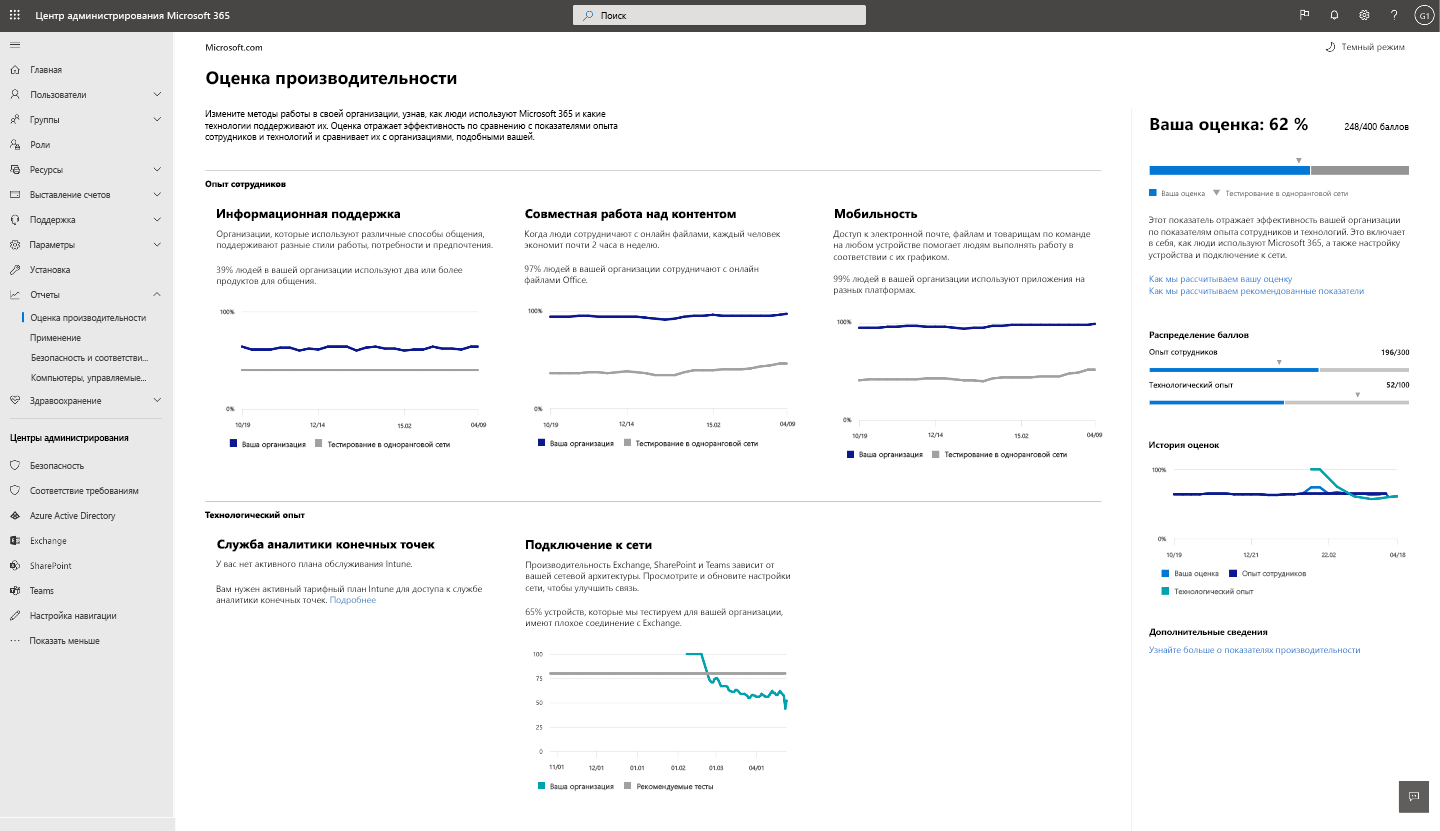 Центр администрирования Microsoft 365
Поиск
G1
Главная
Пользователи
Группы
Роли
Ресурсы
Выставление счетов
Поддержка
Параметры
Установка
Отчеты
Оценка производительности
Применение
Безопасность и соответстви...
Компьютеры, управляемые...
Здравоохранение
Центры администрирования
Безопасность
Соответствие требованиям
Azure Active Directory
Exchange
SharePoint
Teams
Настройка навигации
Показать меньше
Microsoft.com
Темный режим
Оценка производительности
Измените методы работы в своей организации, узнав, как люди используют Microsoft 365 и какие
технологии поддерживают их. Оценка отражает эффективность по сравнению с показателями опыта
сотрудников и технологий и сравнивает их с организациями, подобными вашей.
Опыт сотрудников
Информационная поддержка
Организации, которые используют различные способы общения,
поддерживают разные стили работы, потребности и предпочтения.
39% людей в вашей организации используют два или более
продуктов для общения.
100%
0%
10/19 12/14 15.02 04/09
Ваша организация Тестирование в одноранговой сети
Совместная работа над контентом
Когда люди сотрудничают с онлайн файлами, каждый человек
экономит почти 2 часа в неделю.
97% людей в вашей организации сотрудничают с онлайн
файлами Office.
100%
0%
10/19 12/14 15.02 04/09
Ваша организация Тестирование в одноранговой сети
Мобильность
Доступ к электронной почте, файлам и товарищам по команде
на любом устройстве помогает людям выполнять работу в
соответствии с их графиком.
99% людей в вашей организации используют приложения на
разных платформах.
100%
0%
10/19 12/14 15.02 04/09
Ваша организация Тестирование в одноранговой сети
Технологический опыт
Служба аналитики конечных точек
У вас нет активного плана обслуживания Intune.
Вам нужен активный тарифный план Intune для доступа к службе
аналитики конечных точек. Подробнее
Подключение к сети
Производительность Exchange, SharePoint и Teams зависит от
вашей сетевой архитектуры. Просмотрите и обновите настройки
сети, чтобы улучшить связь.
65% устройств, которые мы тестируем для вашей организации,
имеют плохое соединение с Exchange.
100
75
50
25
0
11/01 12/01 01.01 01.02 01.03 04/01
Ваша организация Рекомендуемые тесты
Ваша оценка: 62 % 248/400 баллов
Ваша оценка Тестирование в одноранговой сети
Этот показатель отражает эффективность вашей организации
по показателям опыта сотрудников и технологий. Это включает
в себя, как люди используют Microsoft 365, а также настройку
устройства и подключение к сети.
Как мы рассчитываем вашу оценку
Как мы рассчитываем рекомендованные показатели
Распределение баллов
Опыт сотрудников 196/300
Технологический опыт 52/100
История оценок
100%
0%
10/19 12/21 22.02 04/18
Ваша оценка Опыт сотрудников
Технологический опыт
Дополнительные сведения
Узнайте больше о показателях производительности